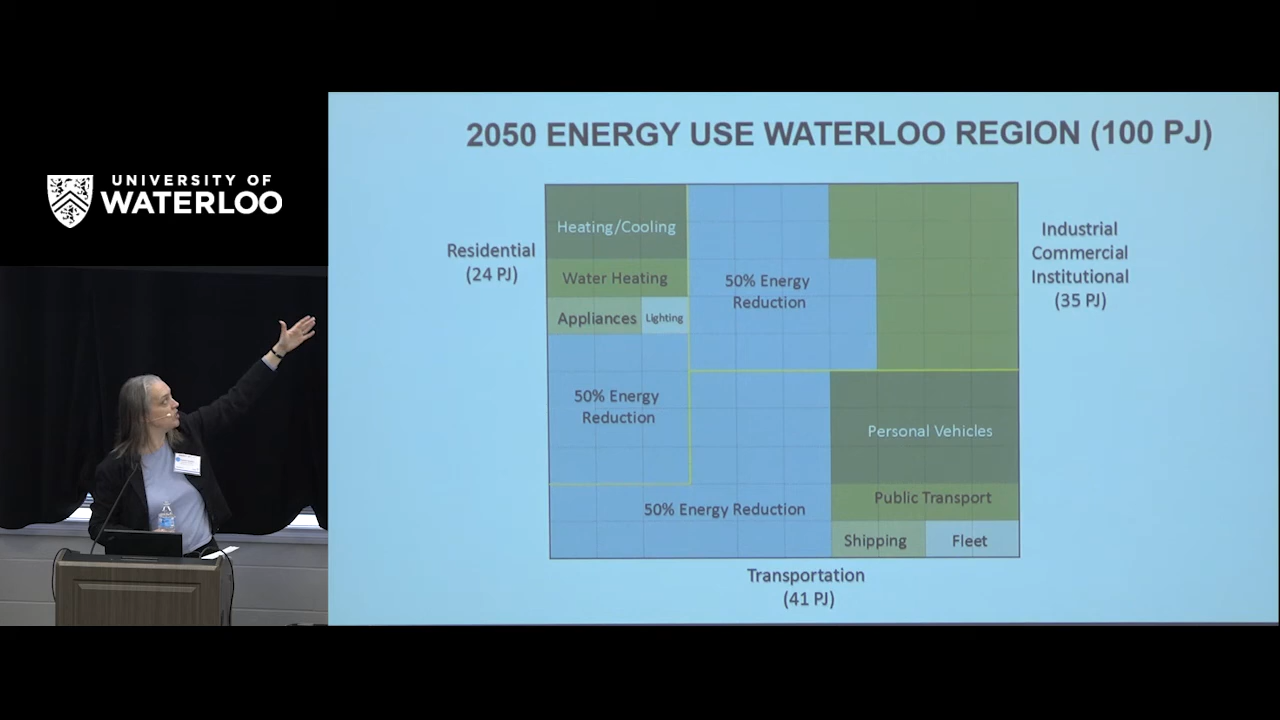 UNIVERSITY OF
WATERLOO
2050 ENERGY USE WATERLOO REGION (100 PJ)
Residential
(24 PJ)
Heating/Cooling
Water Heating
Appliances
Lighting
50% Energy
Reduction
50% Energy
Reduction
Industrial
Commercial
Institutional
(35 PJ)
Personal Vehicles
Public Transport
50% Energy Reduction
Shipping
Fleet
Transportation
(41 PJ)